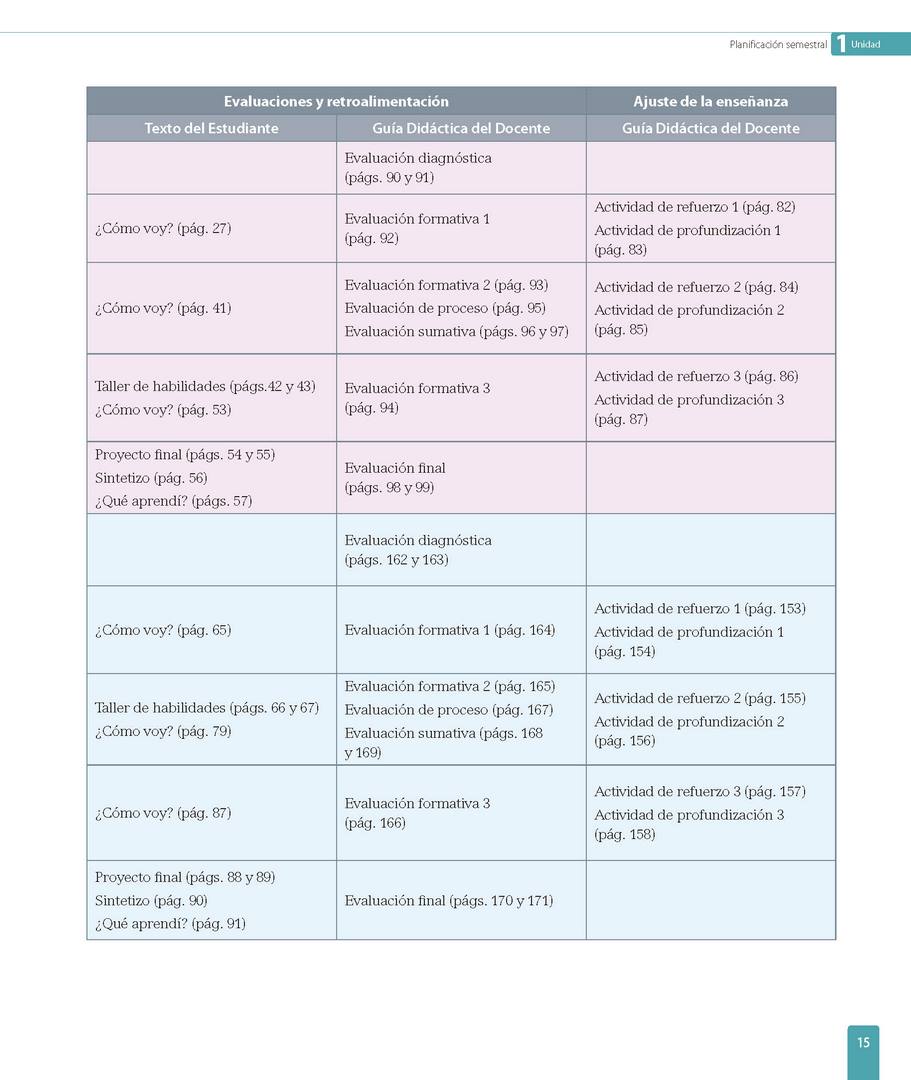 Planificación semestral 1 Unidad
Evaluaciones y retroalimentación
Ajuste de la enseñanza
Texto del Estudiante
Guía Didáctica del Docente
Guía Didáctica del Docente
Evaluación diagnóstica
(págs. 90 y 91)
¿Cómo voy? (pág. 27)
Evaluación formativa 1
(pág. 92)
Actividad de refuerzo 1 (pág. 82)
Actividad de profundización 1
(pág. 83)
¿Cómo voy? (pág. 41)
Evaluación formativa 2 (pág. 93)
Evaluación de proceso (pág. 95)
Evaluación sumativa (págs. 96 y 97)
Actividad de refuerzo 2 (pág. 84)
Actividad de profundización 2
(pág. 85)
Taller de habilidades (págs.42 y 43)
¿Cómo voy? (pág. 53)
Evaluación formativa 3
(pág. 94)
Actividad de refuerzo 3 (pág. 86)
Actividad de profundización 3
(pág. 87)
Proyecto final (págs. 54 y 55)
Sintetizo (pág. 56)
¿Qué aprendí? (págs. 57)
Evaluación final
(págs. 98 y 99)
Evaluación diagnóstica
(págs. 162 y 163)
¿Cómo voy? (pág. 65)
Evaluación formativa 1 (pág. 164)
Actividad de refuerzo 1 (pág. 153)
Actividad de profundización 1
(pág. 154)
Taller de habilidades (págs. 66 y 67)
¿Cómo voy? (pág. 79)
Evaluación formativa 2 (pág. 165)
Evaluación de proceso (pág. 167)
Evaluación sumativa (págs. 168
y 169)
Actividad de refuerzo 2 (pág. 155)
Actividad de profundización 2
(pág. 156)
¿Cómo voy? (pág. 87)
Evaluación formativa 3
(pág. 166)
Actividad de refuerzo 3 (pág. 157)
Actividad de profundización 3
(pág. 158)
Proyecto final (págs. 88 y 89)
Sintetizo (pág. 90)
¿Qué aprendí? (pág. 91)
Evaluación final (págs. 170 y 171)
15